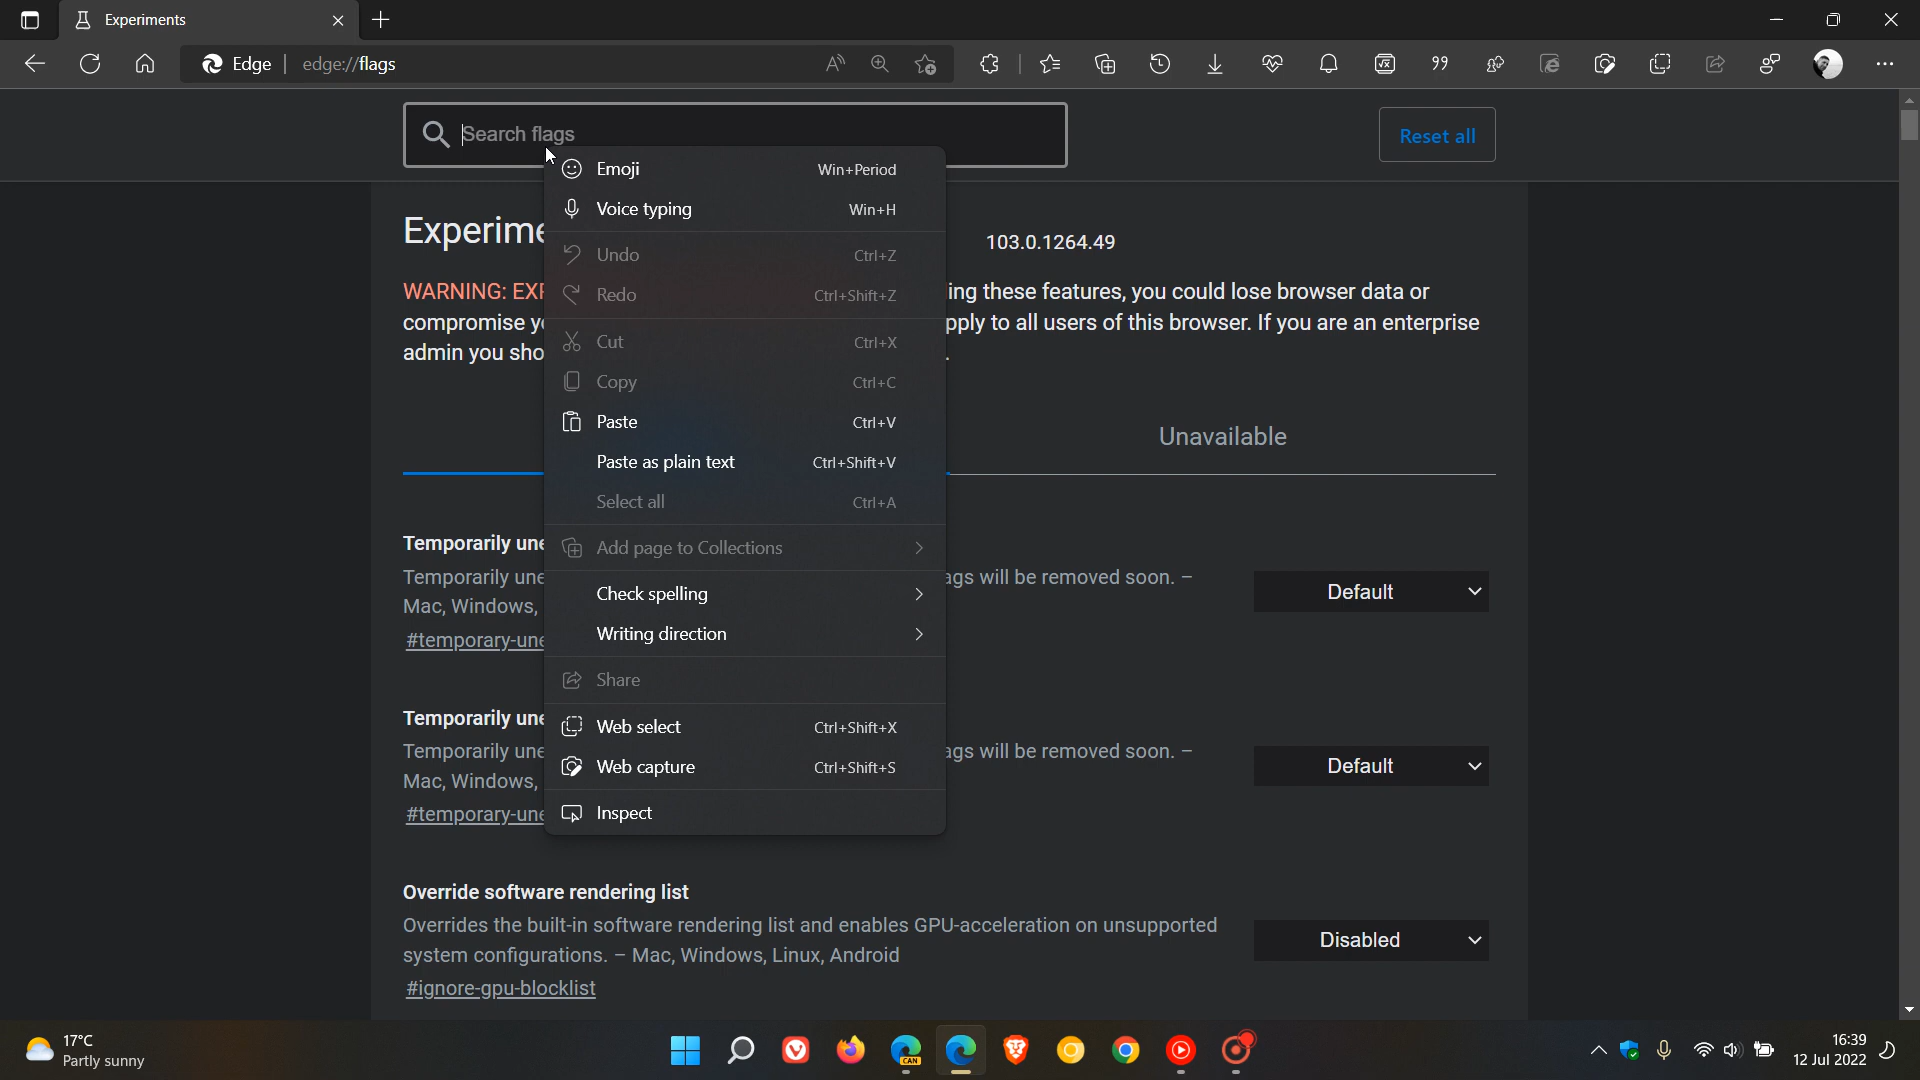 Experiments
Edge
edge://flags
Search flags
Reset all
Emoji Win+Period
Voice typing Win+H
Undo Ctrl+Z
Redo Ctrl+Shift+Z
Cut Ctrl+X
Copy Ctrl+C
Paste Ctrl+V
Paste as plain text Ctrl+Shift+V
Select all Ctrl+A
Add page to Collections
Check spelling
Writing direction
Share
Web select Ctrl+Shift+X
Web capture Ctrl+Shift+S
Inspect
Experime
103.0.1264.49
WARNING: EXP ing these features, you could lose browser data or
compromise y pply to all users of this browser. If you are an enterprise
admin you sho .
Unavailable
Temporarily une
Temporarily une ags will be removed soon. –
Mac, Windows,
#temporary-une
Default
Temporarily une
Temporarily une ags will be removed soon. –
Mac, Windows,
#temporary-une
Default
Override software rendering list
Overrides the built-in software rendering list and enables GPU-acceleration on unsupported
system configurations. – Mac, Windows, Linux, Android
#ignore-gpu-blocklist
Disabled
17°C
Partly sunny
CAN
16:39
12 Jul 2022